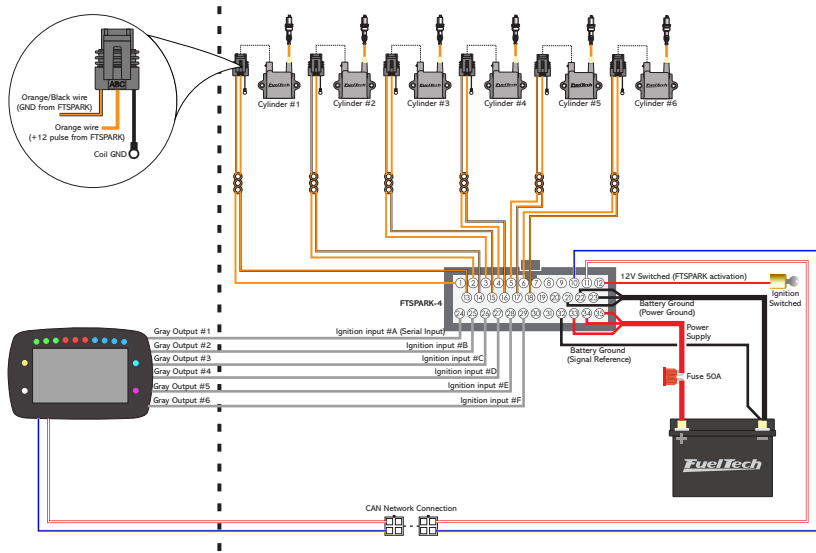 FuelTech
FuelTech
FuelTech
FuelTech
FuelTech
FuelTech
Cylinder #1
Cylinder #2
Cylinder #3
Cylinder #4
Cylinder #5
Cylinder #6
ABC
Orange/Black wire
(GND from FTSPARK)
Orange wire
(+12 pulse from FTSPARK)
Coil GND
FTSPARK-4
1 2 3 4 5 6 7 8 9 10 11 12
13 14 15 16 17 18 19 20 21 22 23
24 25 26 27 28 29 30 31 32 33 34 35
12V Switched (FTSPARK activation)
Ignition
Switched
Battery Ground
(Power Ground)
Power
Supply
Battery Ground
(Signal Reference)
Fuse 50A
Gray Output #1
Ignition input #A (Serial Input)
Gray Output #2
Ignition input #B
Gray Output #3
Ignition input #C
Gray Output #4
Ignition input #D
Gray Output #5
Ignition input #E
Gray Output #6
Ignition input #F
+ −
FUELTECH
CAN Network Connection